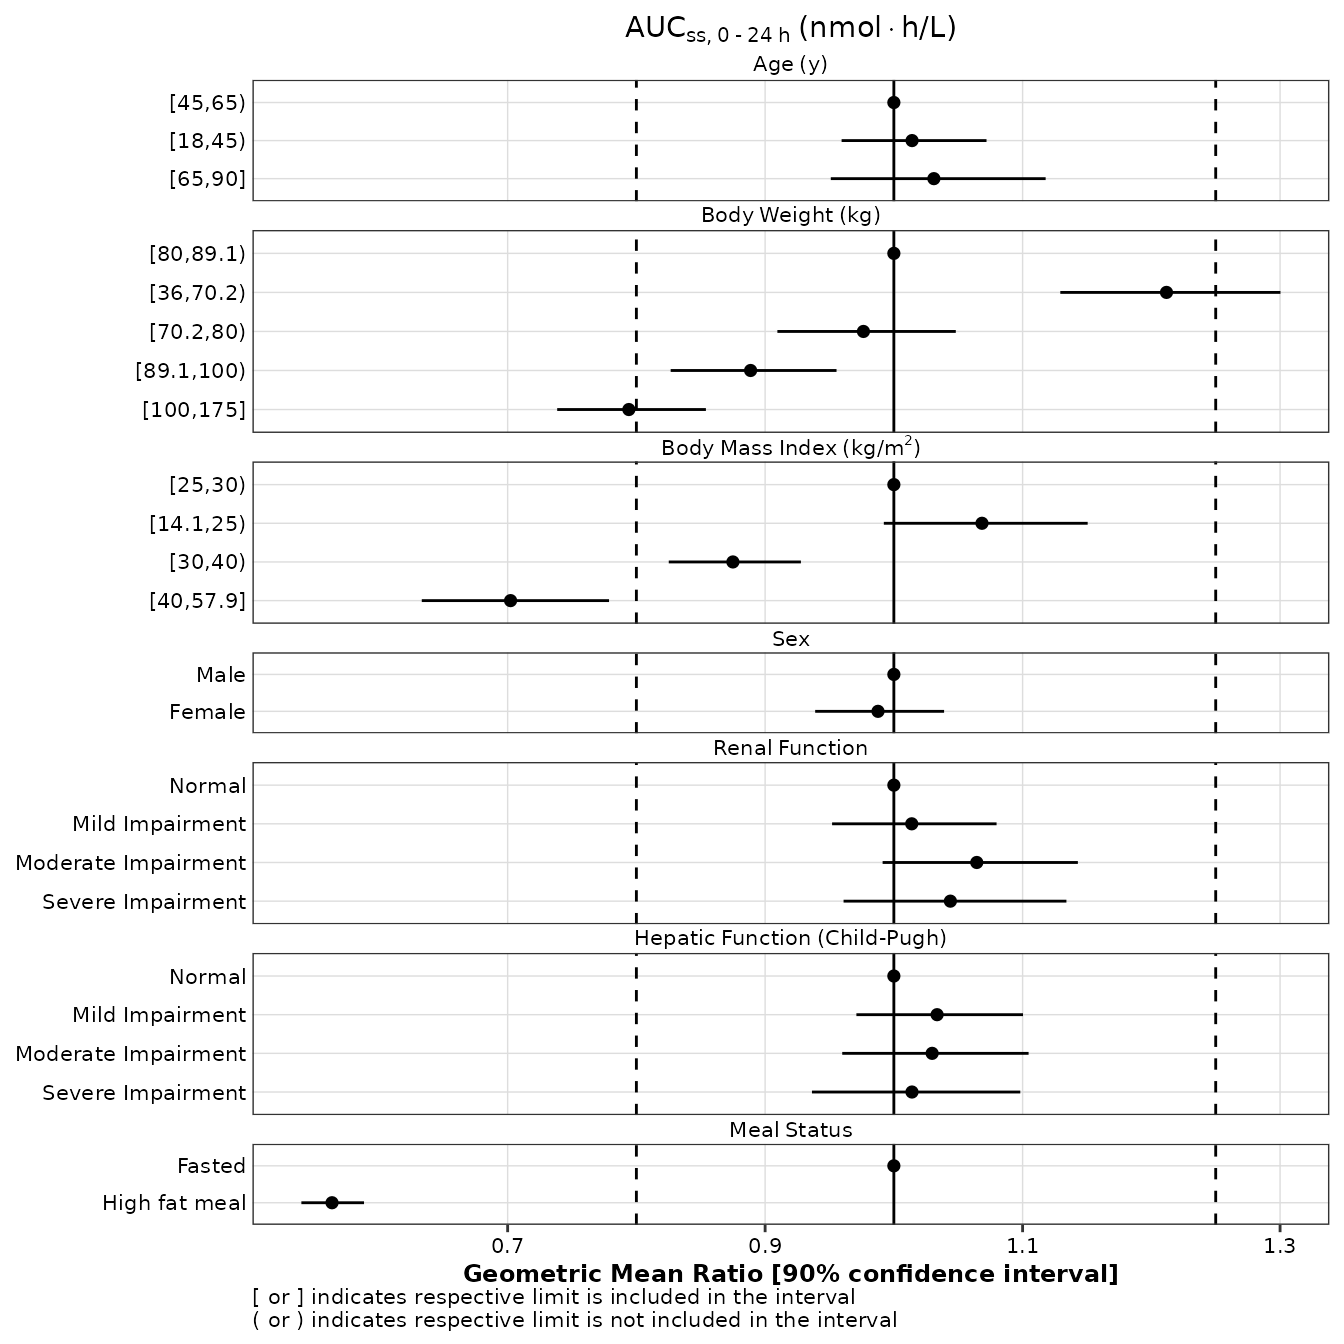 AUCss, 0 - 24 h (nmol · h/L)
Age (y)
[45,65)
[18,45)
[65,90]
Body Weight (kg)
[80,89.1)
[36,70.2)
[70.2,80)
[89.1,100)
[100,175]
Body Mass Index (kg/m²)
[25,30)
[14.1,25)
[30,40)
[40,57.9]
Sex
Male
Female
Renal Function
Normal
Mild Impairment
Moderate Impairment
Severe Impairment
Hepatic Function (Child-Pugh)
Normal
Mild Impairment
Moderate Impairment
Severe Impairment
Meal Status
Fasted
High fat meal
0.7 0.9 1.1 1.3
Geometric Mean Ratio [90% confidence interval]
[ or ] indicates respective limit is included in the interval
( or ) indicates respective limit is not included in the interval